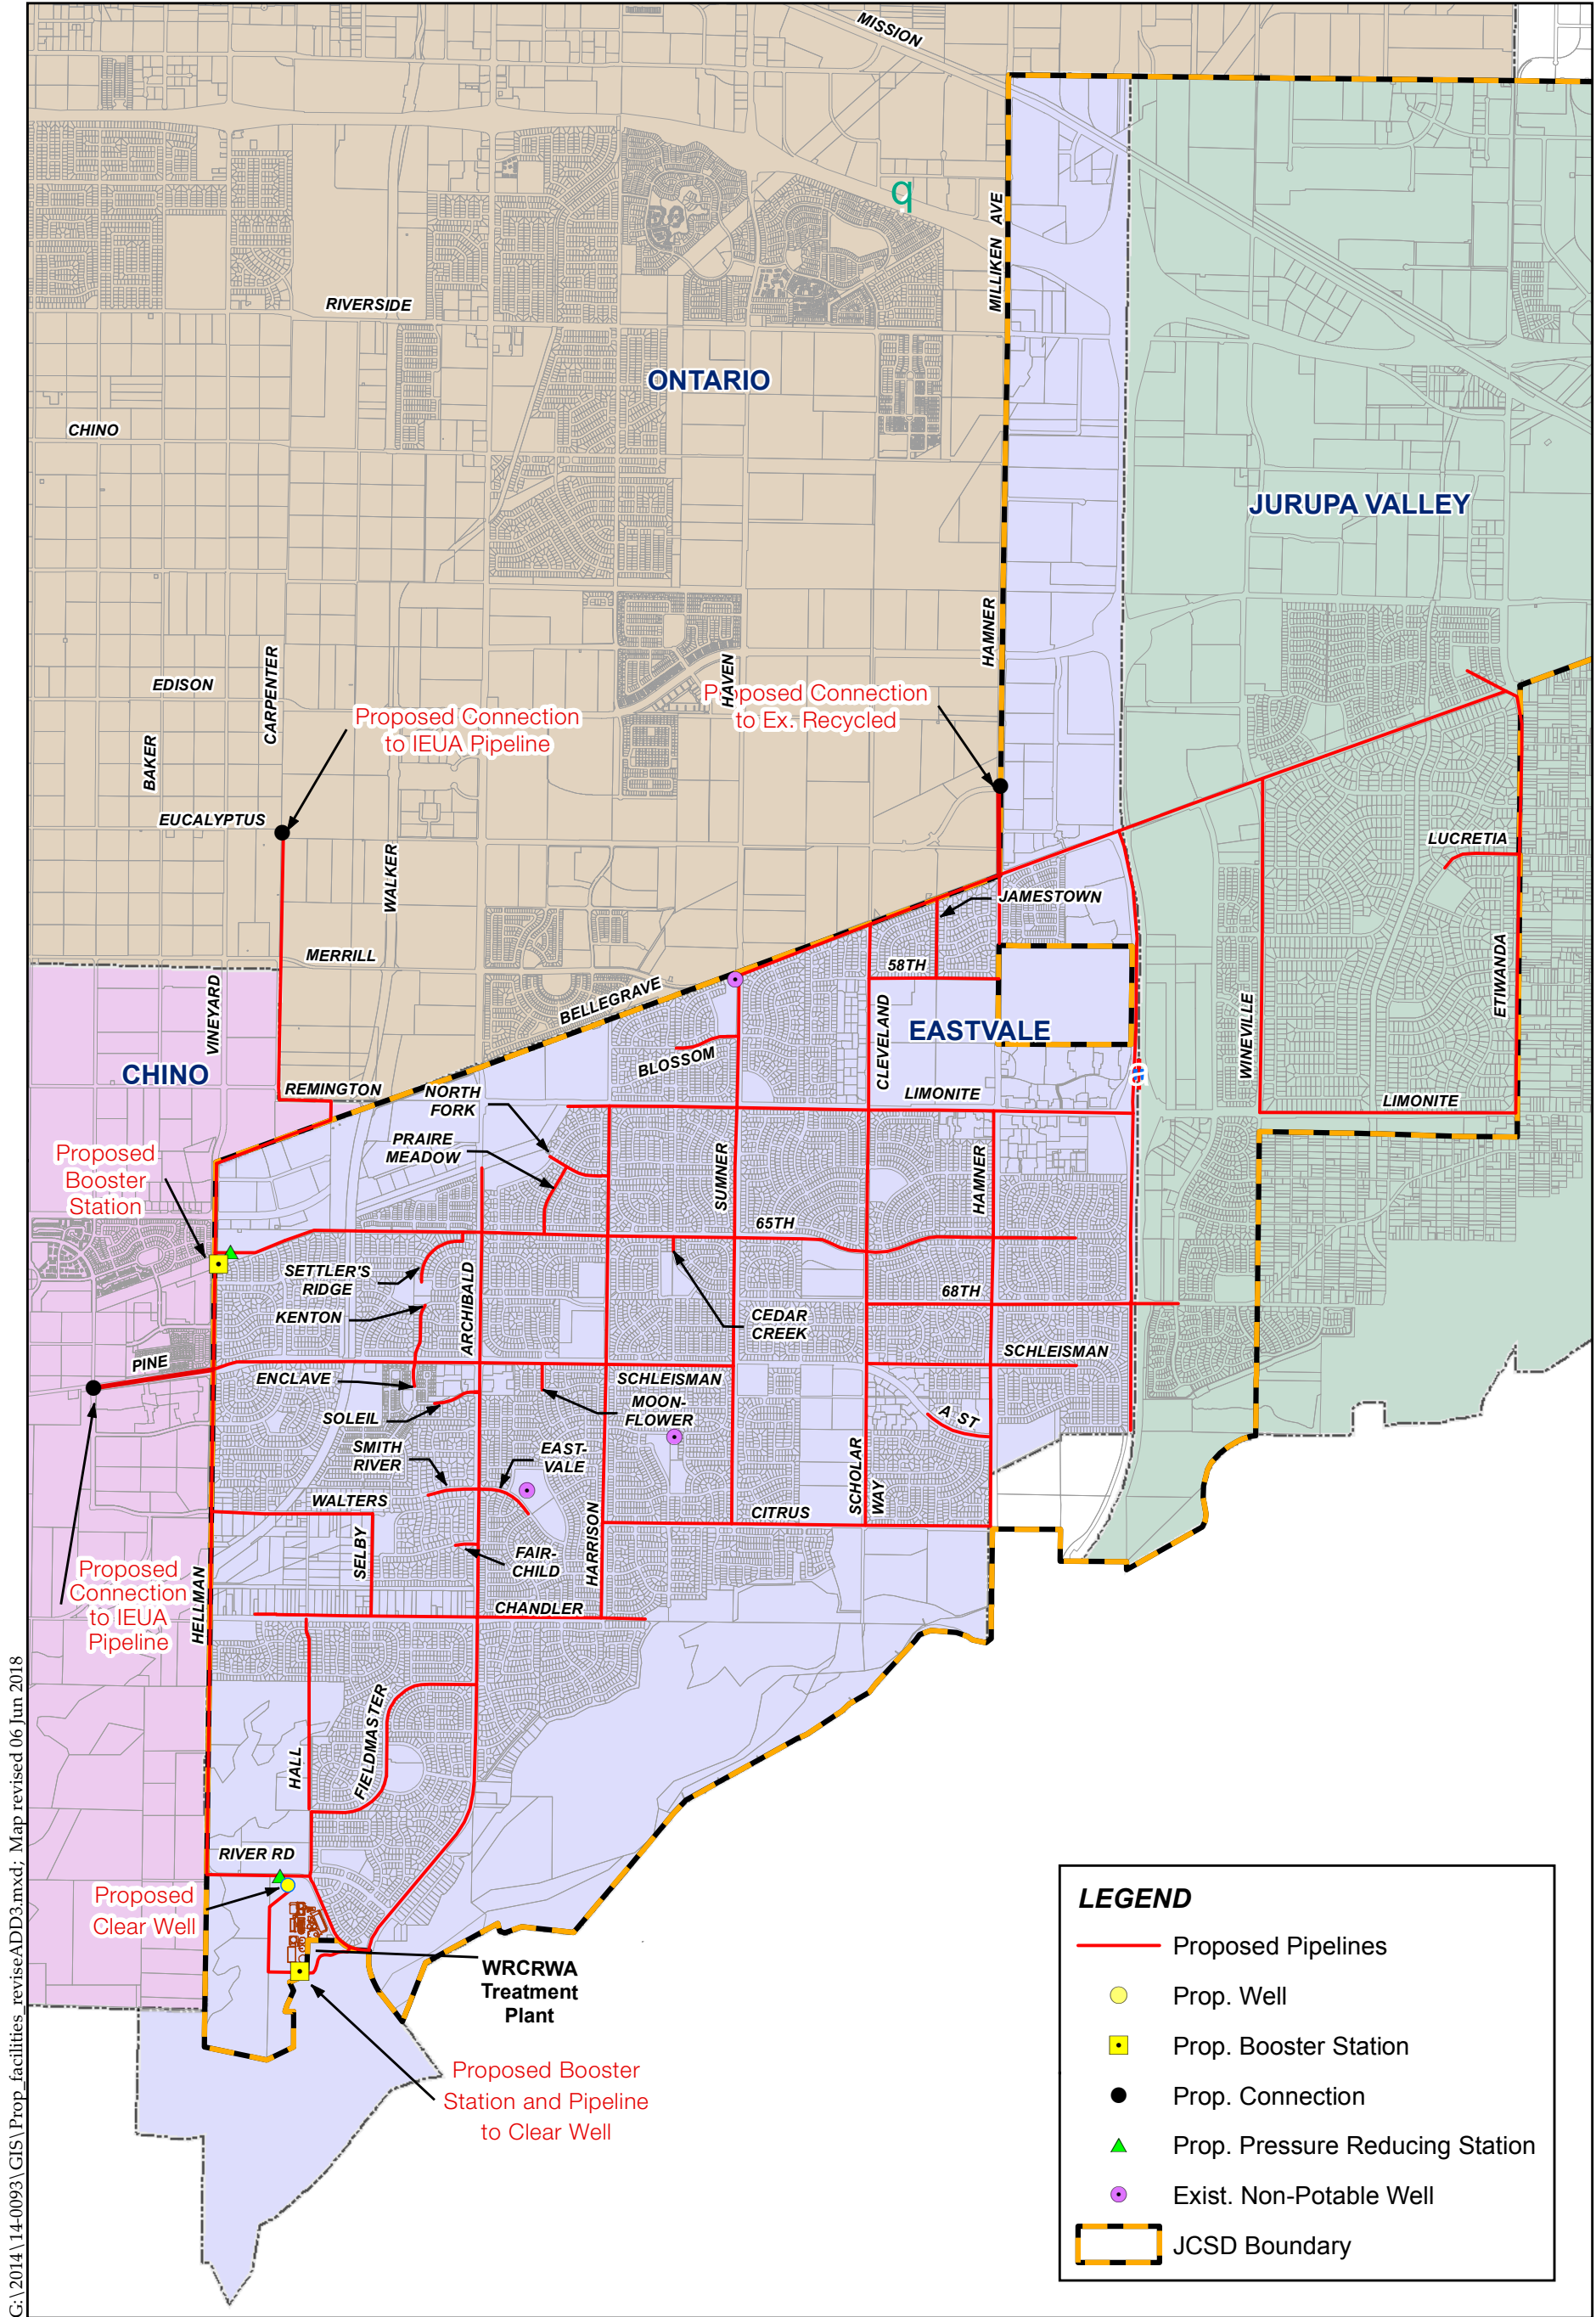 MISSION
q
MILLIKEN AVE
RIVERSIDE
ONTARIO
CHINO
JURUPA VALLEY
HAMNER
CARPENTER
EDISON
HAVEN
Proposed Connection
to Ex. Recycled
Proposed Connection
to IEUA Pipeline
BAKER
EUCALYPTUS
WALKER
LUCRETIA
JAMESTOWN
MERRILL
58TH
VINEYARD
BELLEGRAVE
ETIWANDA
CLEVELAND
EASTVALE
WINEVILLE
BLOSSOM
CHINO
REMINGTON
NORTH
FORK
LIMONITE
LIMONITE
PRAIRE
MEADOW
Proposed
Booster
Station
SUMNER
HAMNER
65TH
SETTLER'S
RIDGE
ARCHIBALD
68TH
KENTON
CEDAR
CREEK
PINE
SCHLEISMAN
ENCLAVE
SCHLEISMAN
SOLEIL
MOON-
FLOWER
A ST
SMITH
RIVER
EAST-
VALE
SCHOLAR
WAY
WALTERS
CITRUS
SELBY
HARRISON
FAIR-
CHILD
Proposed
Connection
to IEUA
Pipeline
HELLMAN
CHANDLER
FIELDMASTER
HALL
RIVER RD
Proposed
Clear Well
WRCRWA
Treatment
Plant
Proposed Booster
Station and Pipeline
to Clear Well
LEGEND
Proposed Pipelines
Prop. Well
Prop. Booster Station
Prop. Connection
Prop. Pressure Reducing Station
Exist. Non-Potable Well
JCSD Boundary
G:\2014\14-0093\GIS\Prop_facilities_reviseADD3.mxd; Map revised 06 Jun 2018